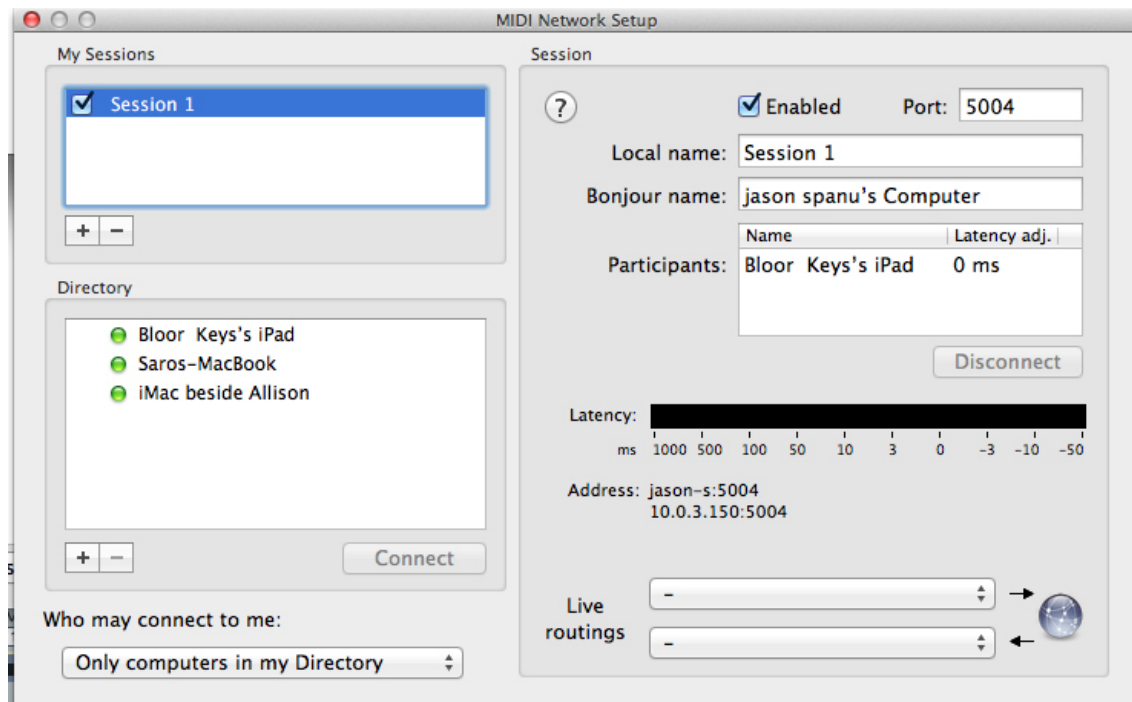 MIDI Network Setup
My Sessions
Session 1
+ −
Directory
Bloor Keys's iPad
Saros-MacBook
iMac beside Allison
+ − Connect
Who may connect to me:
Only computers in my Directory
Session
? Enabled Port: 5004
Local name: Session 1
Bonjour name: jason spanu's Computer
Name Latency adj.
Participants: Bloor Keys's iPad 0 ms
Disconnect
Latency:
ms 1000 500 100 50 10 3 0 -3 -10 -50
Address: jason-s:5004
10.0.3.150:5004
Live routings
–
–